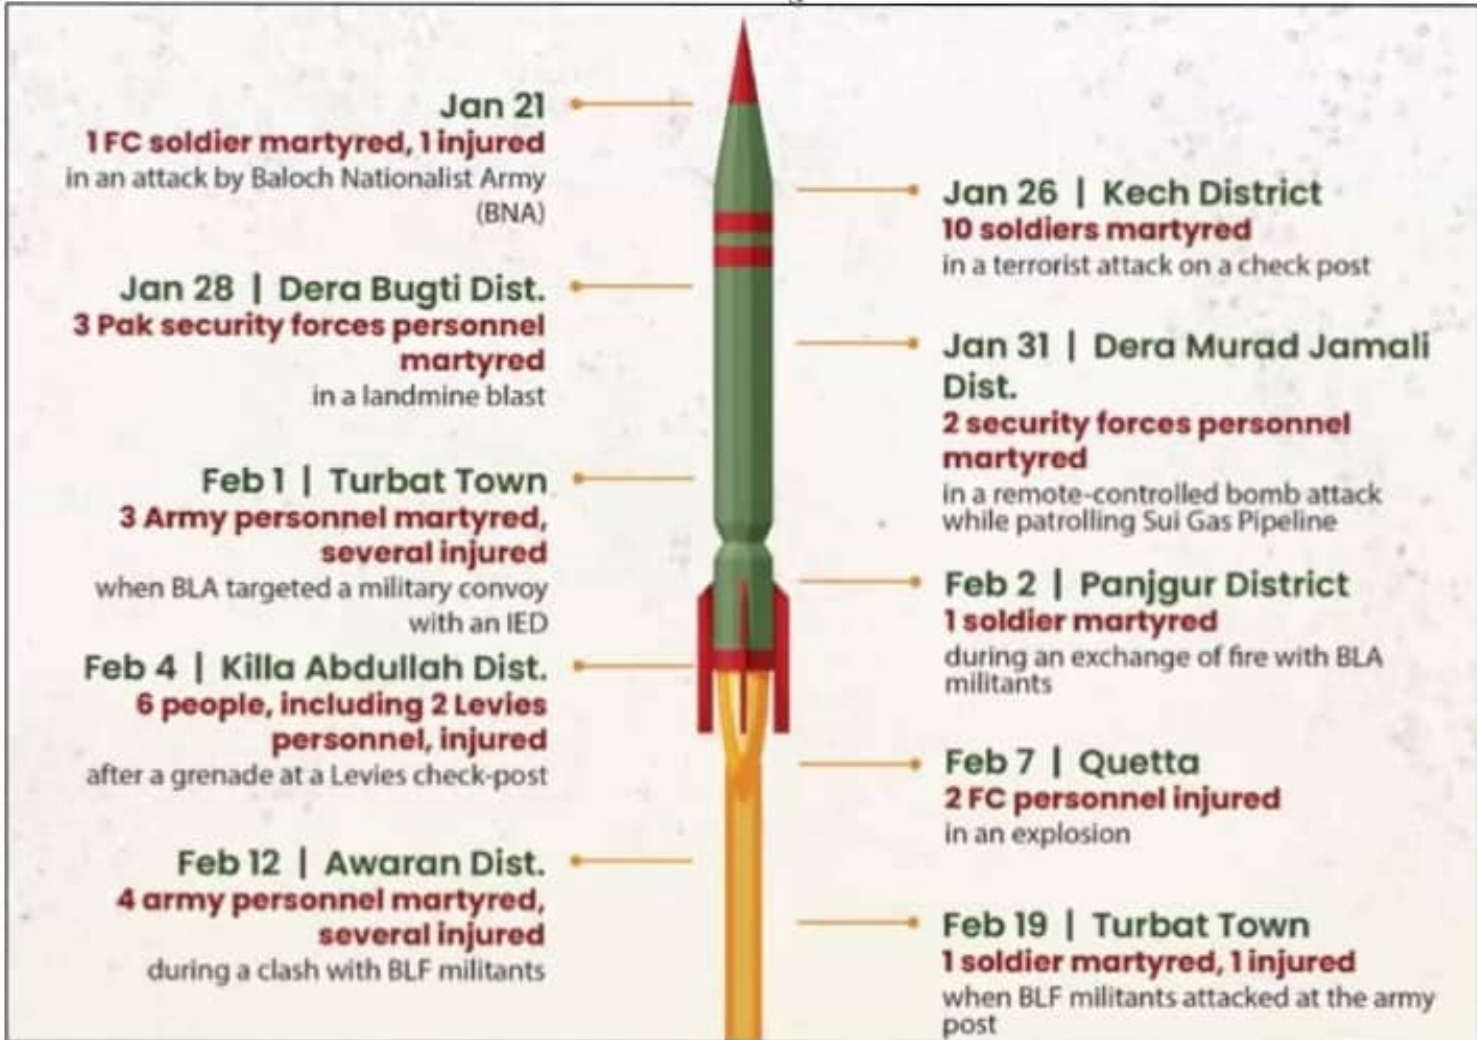 Jan 21
1 FC soldier martyred, 1 injured
in an attack by Baloch Nationalist Army
(BNA)
Jan 26 | Kech District
10 soldiers martyred
in a terrorist attack on a check post
Jan 28 | Dera Bugti Dist.
3 Pak security forces personnel
martyred
in a landmine blast
Jan 31 | Dera Murad Jamali
Dist.
2 security forces personnel
martyred
in a remote-controlled bomb attack
while patrolling Sui Gas Pipeline
Feb 1 | Turbat Town
3 Army personnel martyred,
several injured
when BLA targeted a military convoy
with an IED
Feb 2 | Panjgur District
1 soldier martyred
during an exchange of fire with BLA
militants
Feb 4 | Killa Abdullah Dist.
6 people, including 2 Levies
personnel, injured
after a grenade at a Levies check-post
Feb 7 | Quetta
2 FC personnel injured
in an explosion
Feb 12 | Awaran Dist.
4 army personnel martyred,
several injured
during a clash with BLF militants
Feb 19 | Turbat Town
1 soldier martyred, 1 injured
when BLF militants attacked at the army
post